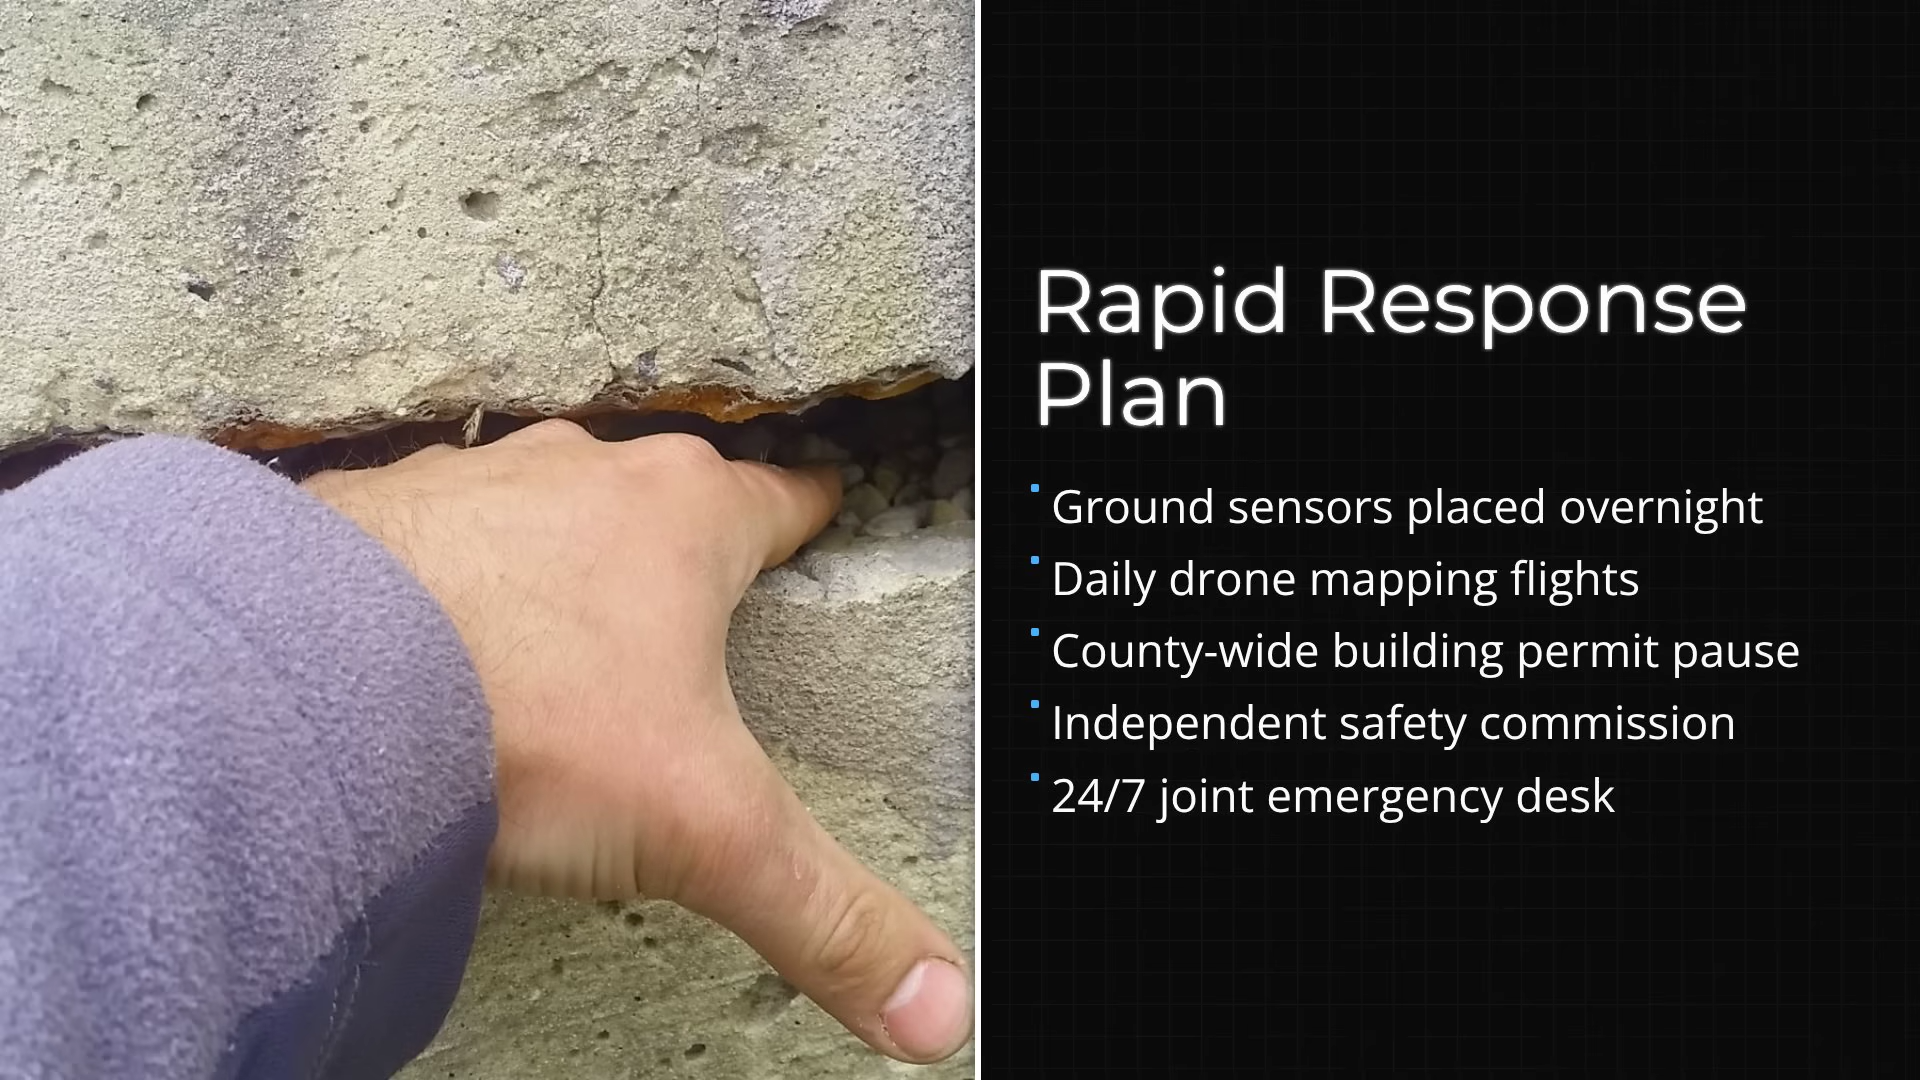 Rapid Response
Plan
Ground sensors placed overnight
Daily drone mapping flights
County-wide building permit pause
Independent safety commission
24/7 joint emergency desk